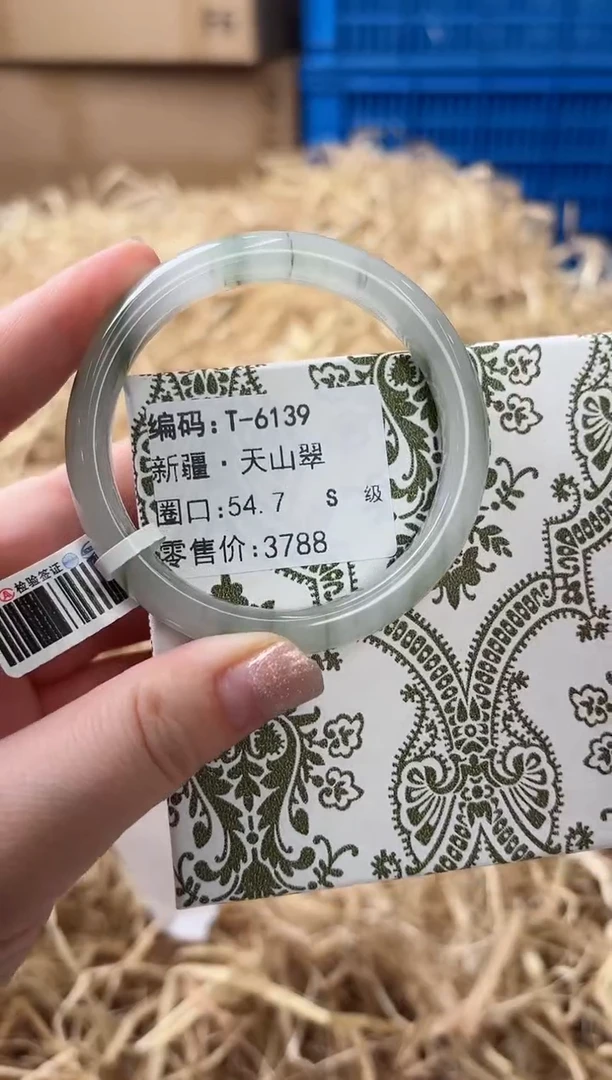 编码:T-6139
新疆·天山翠
圈口:54.7 S 级
零售价:3788
检验签证